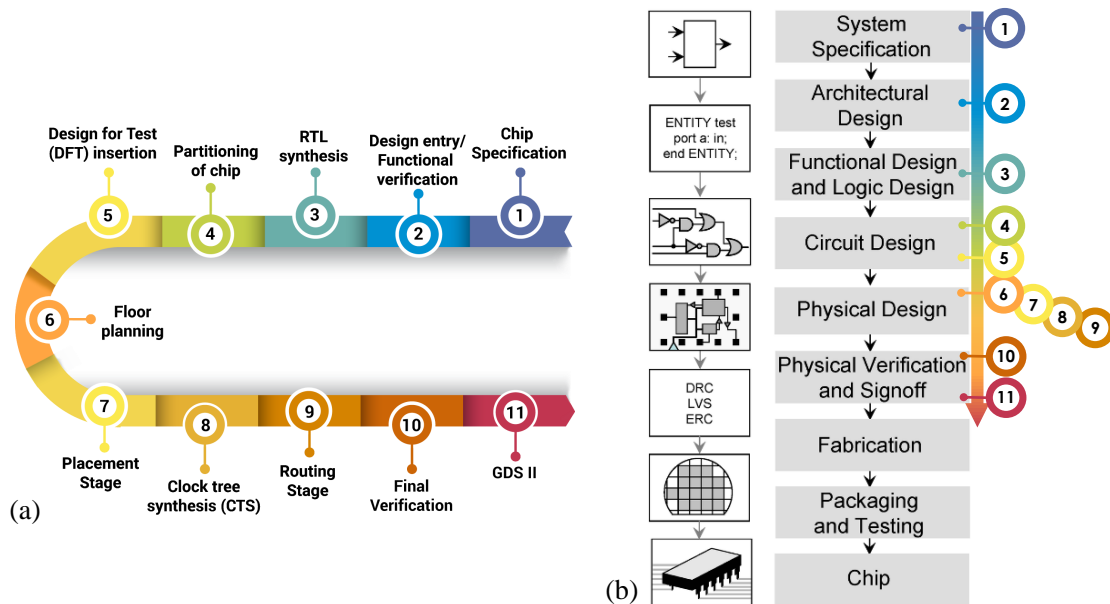 Design for Test
(DFT) insertion
5
Partitioning
of chip
4
RTL
synthesis
3
Design entry/
Functional
verification
2
Chip
Specification
1
6
Floor
planning
7
Placement
Stage
8
Clock tree
synthesis (CTS)
9
Routing
Stage
10
Final
Verification
11
GDS II
(a)
ENTITY test
port a: in;
end ENTITY;
DRC
LVS
ERC
(b)
System
Specification
1
Architectural
Design
2
Functional Design
and Logic Design
3
Circuit Design
4
5
Physical Design
6
7
8
9
Physical Verification
and Signoff
10
11
Fabrication
Packaging
and Testing
Chip